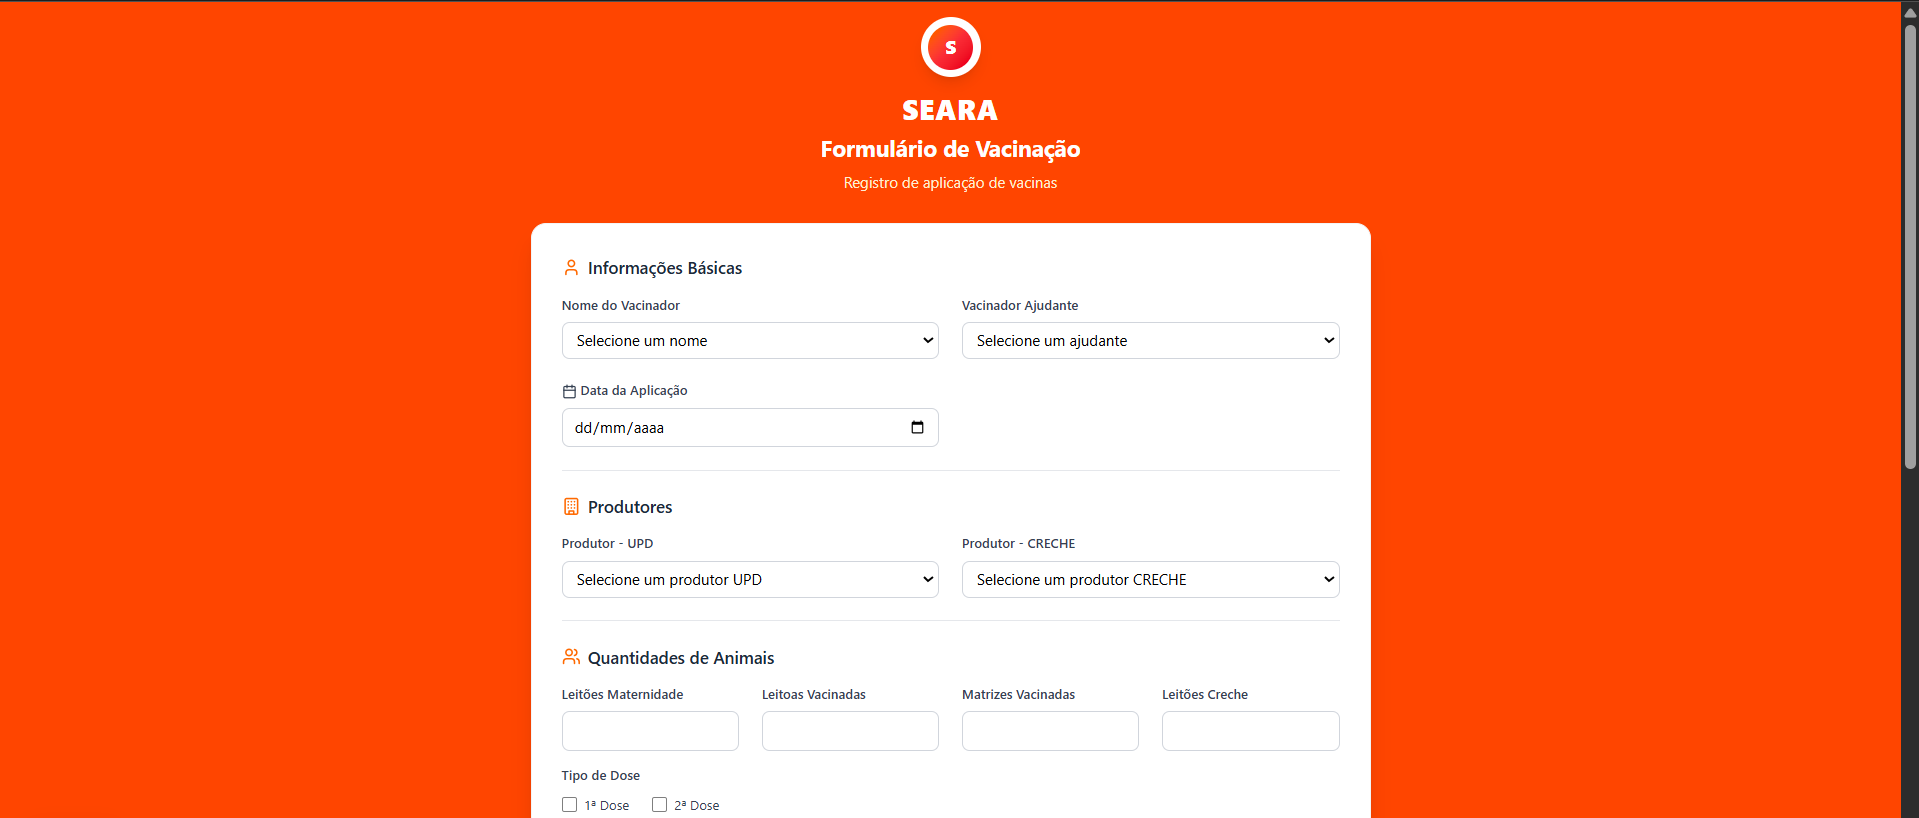 S
SEARA
Formulário de Vacinação
Registro de aplicação de vacinas
Informações Básicas
Nome do Vacinador Vacinador Ajudante
Selecione um nome Selecione um ajudante
Data da Aplicação
dd/mm/aaaa
Produtores
Produtor - UPD Produtor - CRECHE
Selecione um produtor UPD Selecione um produtor CRECHE
Quantidades de Animais
Leitões Maternidade Leitoas Vacinadas Matrizes Vacinadas Leitões Creche
Tipo de Dose
1ª Dose 2ª Dose